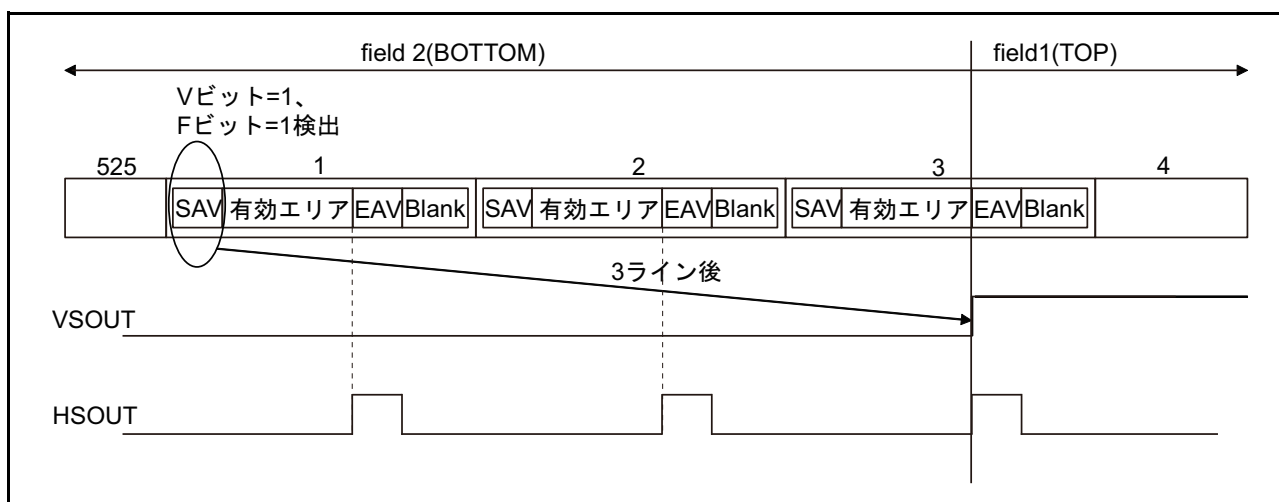 field 2(BOTTOM) field1(TOP)
Vビット=1、
Fビット=1検出
525 1 2 3 4
SAV 有効エリア EAV Blank SAV 有効エリア EAV Blank SAV 有効エリア EAV Blank
3ライン後
VSOUT
HSOUT